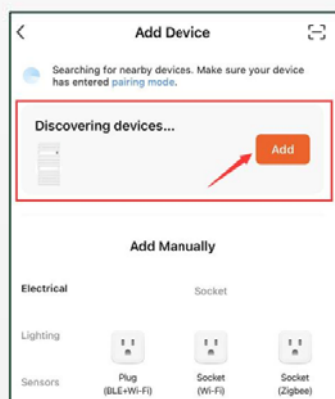 Add Device
Searching for nearby devices. Make sure your device
has entered pairing mode.
Discovering devices...
Add
Add Manually
Electrical
Socket
Lighting
Sensors
Plug
(BLE+Wi-Fi)
Socket
(Wi-Fi)
Socket
(Zigbee)